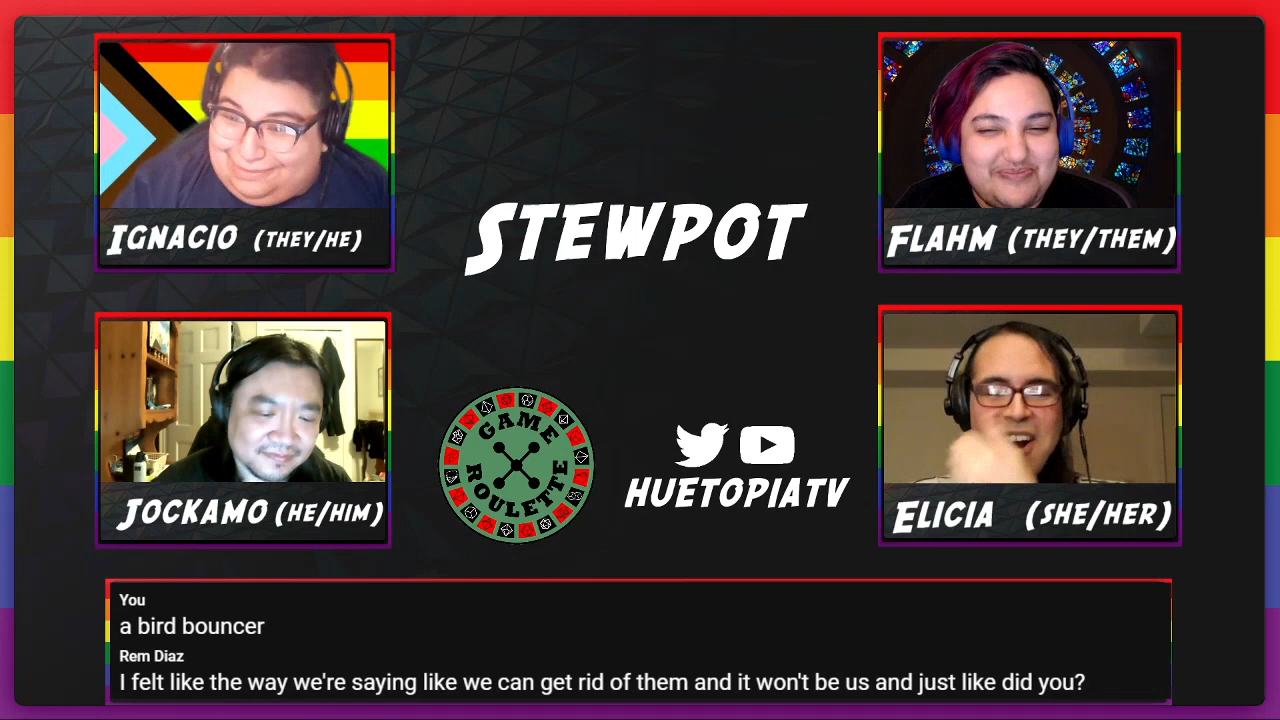 IGNACIO (THEY/HE)
STEWPOT
FLAHM (THEY/THEM)
JOCKAMO (HE/HIM)
GAME
ROULETTE
HUETOPIATV
ELICIA (SHE/HER)
You
a bird bouncer
Rem Diaz
I felt like the way we're saying like we can get rid of them and it won't be us and just like did you?